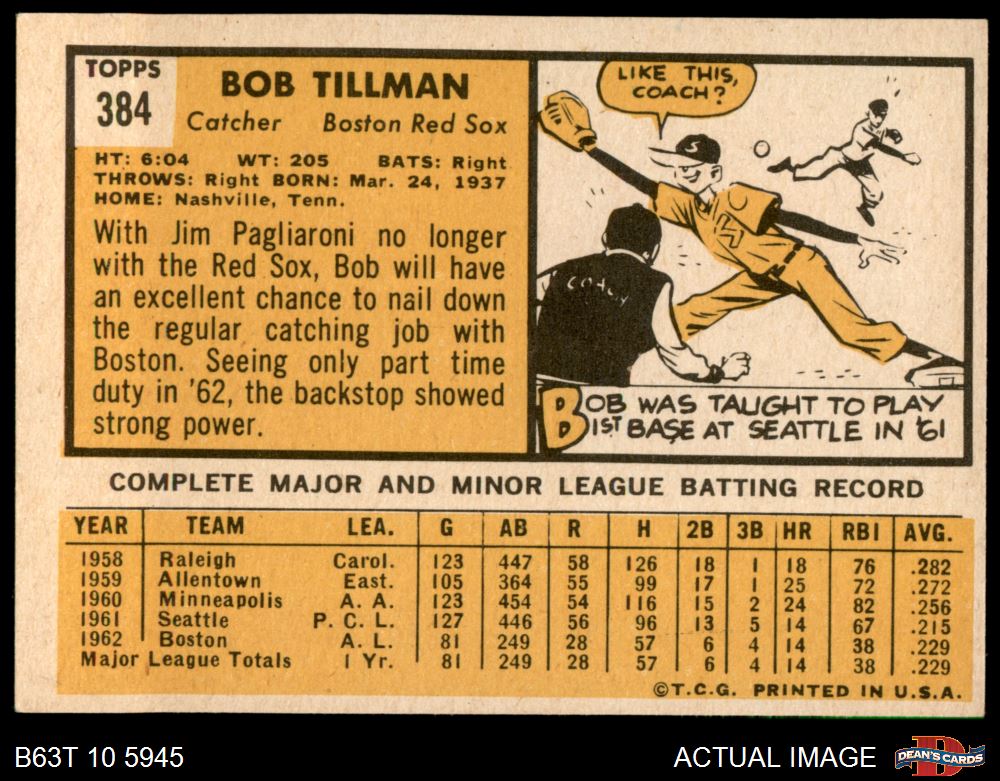 TOPPS
384
BOB TILLMAN
Catcher Boston Red Sox
HT: 6:04 WT: 205 BATS: Right
THROWS: Right BORN: Mar. 24, 1937
HOME: Nashville, Tenn.
With Jim Pagliaroni no longer
with the Red Sox, Bob will have
an excellent chance to nail down
the regular catching job with
Boston. Seeing only part time
duty in '62, the backstop showed
strong power.
LIKE THIS,
COACH?
S
COACH
BOB WAS TAUGHT TO PLAY
1ST BASE AT SEATTLE IN '61
COMPLETE MAJOR AND MINOR LEAGUE BATTING RECORD
YEAR TEAM LEA. G AB R H 2B 3B HR RBI AVG.
1958 Raleigh Carol. 123 447 58 126 18 1 18 76 .282
1959 Allentown East. 105 364 55 99 17 1 25 72 .272
1960 Minneapolis A. A. 123 454 54 116 15 2 24 82 .256
1961 Seattle P. C. L. 127 446 56 96 13 5 14 67 .215
1962 Boston A. L. 81 249 28 57 6 4 14 38 .229
Major League Totals 1 Yr. 81 249 28 57 6 4 14 38 .229
©T.C.G. PRINTED IN U.S.A.
B63T 10 5945
ACTUAL IMAGE
DEAN'S CARDS